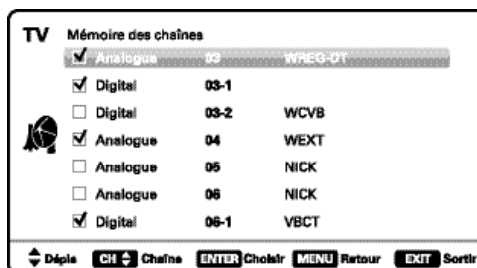 TV Mémoire des chaînes
Analogue 03 WREG-DT
Digital 03-1
Digital 03-2 WCVB
Analogue 04 WEXT
Analogue 05 NICK
Analogue 06 NICK
Digital 06-1 VBCT
Dépla CH Chaîne ENTER Choisir MENU Retour EXIT Sortir